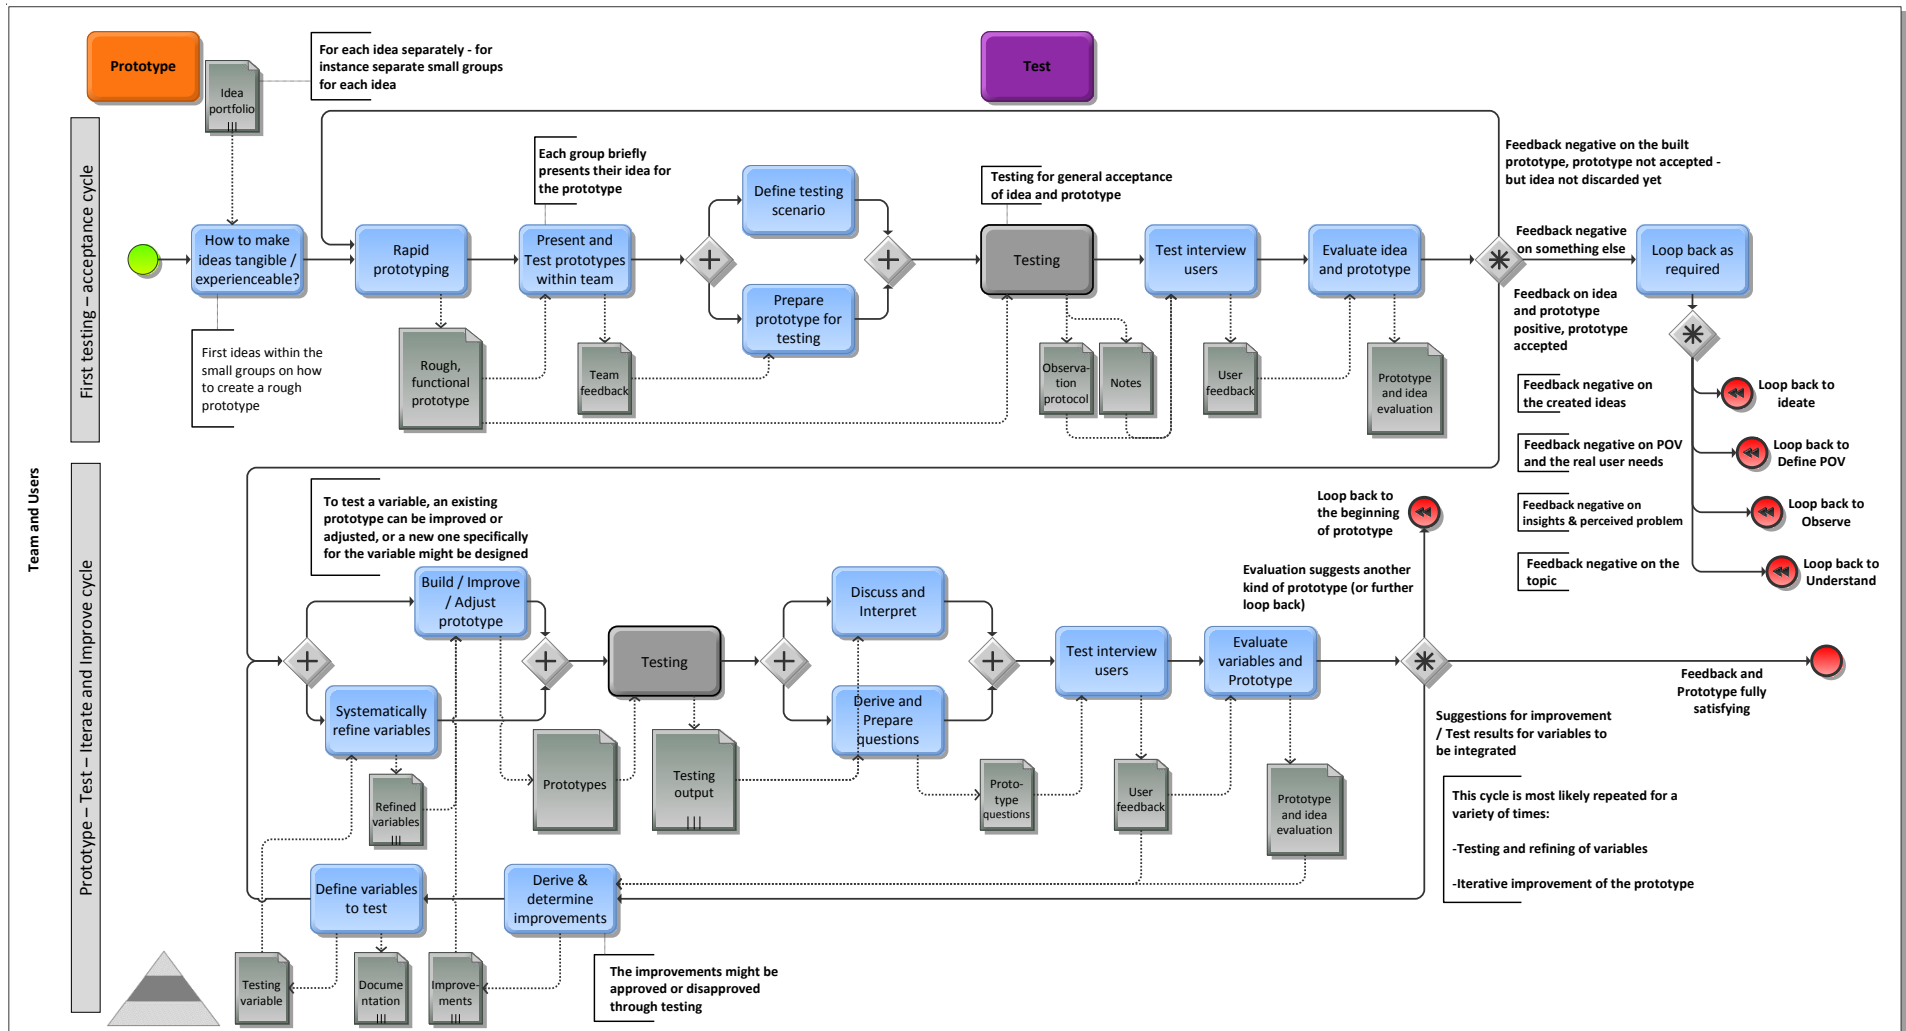 Prototype
Idea
portfolio
For each idea separately - for
instance separate small groups
for each idea
Test
Team and Users
First testing – acceptance cycle
How to make
ideas tangible /
experienceable?
First ideas within the
small groups on how
to create a rough
prototype
Rapid
prototyping
Rough,
functional
prototype
Each group briefly
presents their idea for
the prototype
Present and
Test prototypes
within team
Team
feedback
Define testing
scenario
Prepare
prototype for
testing
Testing for general acceptance
of idea and prototype
Testing
Observa-
tion
protocol
Notes
Test interview
users
User
feedback
Evaluate idea
and prototype
Prototype
and idea
evaluation
Feedback negative on the built
prototype, prototype not accepted -
but idea not discarded yet
Feedback negative
on something else
Loop back as
required
Feedback on idea
and prototype
positive, prototype
accepted
Feedback negative on
the created ideas
Loop back to
ideate
Feedback negative on POV
and the real user needs
Loop back to
Define POV
Feedback negative on
insights & perceived problem
Loop back to
Observe
Feedback negative on the
topic
Loop back to
Understand
Prototype – Test – Iterate and Improve cycle
To test a variable, an existing
prototype can be improved or
adjusted, or a new one specifically
for the variable might be designed
Build / Improve
/ Adjust
prototype
Systematically
refine variables
Refined
variables
Prototypes
Testing
Testing
output
Discuss and
Interpret
Derive and
Prepare
questions
Proto-
type
questions
Test interview
users
User
feedback
Evaluate
variables and
Prototype
Prototype
and idea
evaluation
Loop back to
the beginning
of prototype
Evaluation suggests another
kind of prototype (or further
loop back)
Feedback and
Prototype fully
satisfying
Suggestions for improvement
/ Test results for variables to
be integrated
This cycle is most likely repeated for a
variety of times:
-Testing and refining of variables
-Iterative improvement of the prototype
Define variables
to test
Derive &
determine
improvements
Testing
variable
Docume
ntation
Improve-
ments
The improvements might be
approved or disapproved
through testing